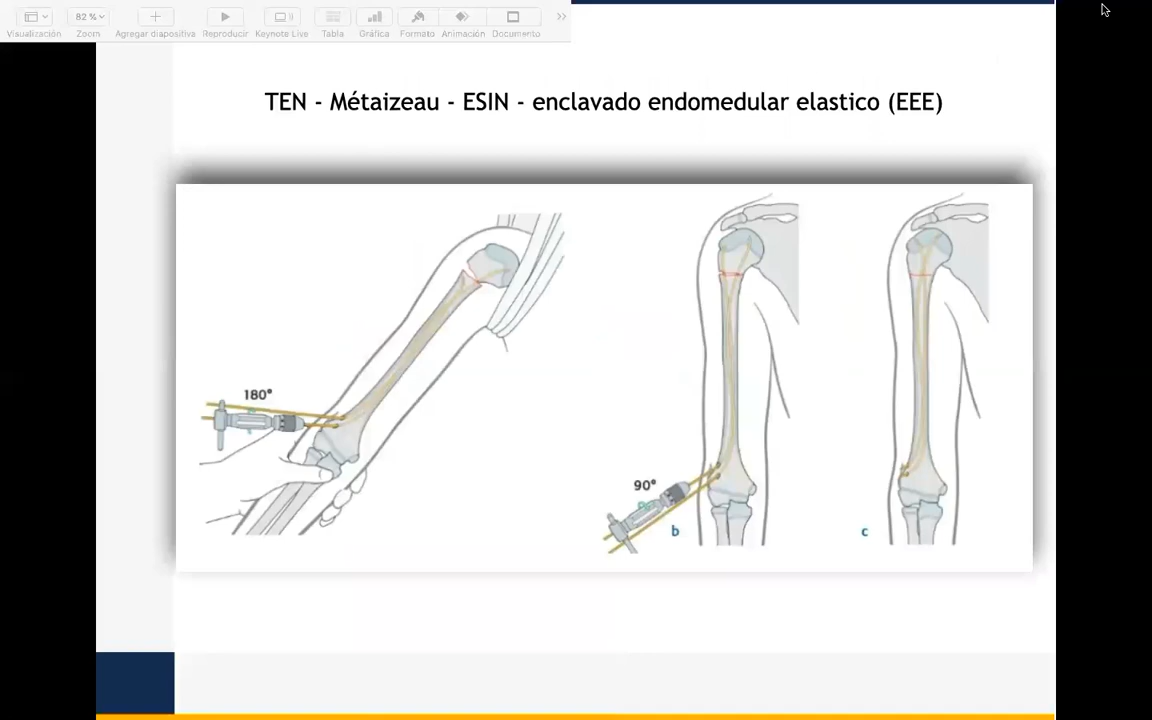 82 %
Visualización Zoom Agregar diapositiva Reproducir Keynote Live Tabla Gráfica Formato Animación Documento
TEN - Métaizeau - ESIN - enclavado endomedular elastico (EEE)
180°
90°
b
c